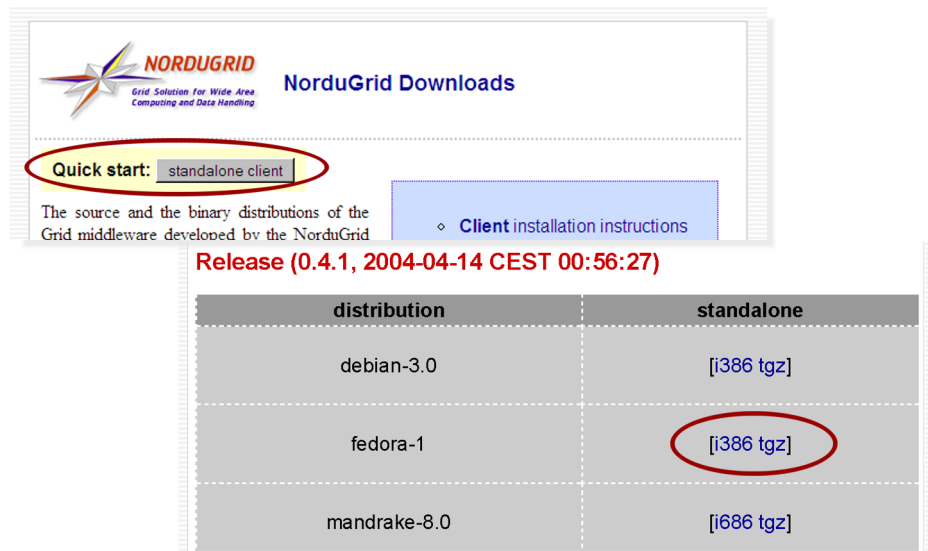 NORDUGRID
Grid Solution for Wide Area
Computing and Data Handling
NorduGrid Downloads
Quick start: standalone client
The source and the binary distributions of the
Grid middleware developed by the NorduGrid
Client installation instructions
Release (0.4.1, 2004-04-14 CEST 00:56:27)
distribution standalone
debian-3.0 [i386 tgz]
fedora-1 [i386 tgz]
mandrake-8.0 [i686 tgz]